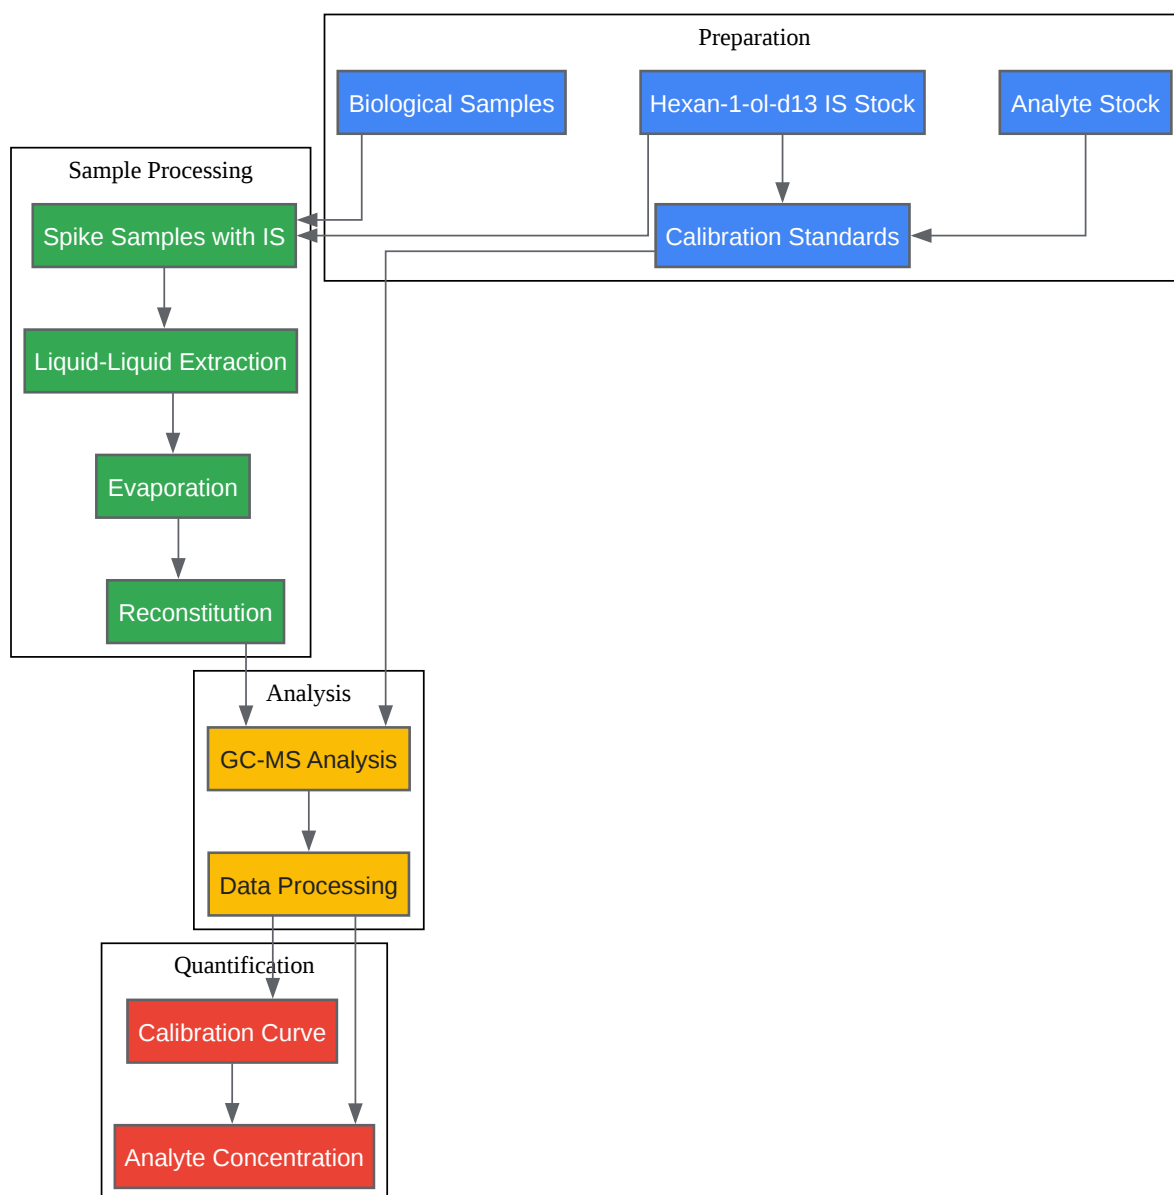 Preparation
Biological Samples
Hexan-1-ol-d13 IS Stock
Analyte Stock
Sample Processing
Spike Samples with IS
Calibration Standards
Liquid-Liquid Extraction
Evaporation
Reconstitution
Analysis
GC-MS Analysis
Data Processing
Quantification
Calibration Curve
Analyte Concentration